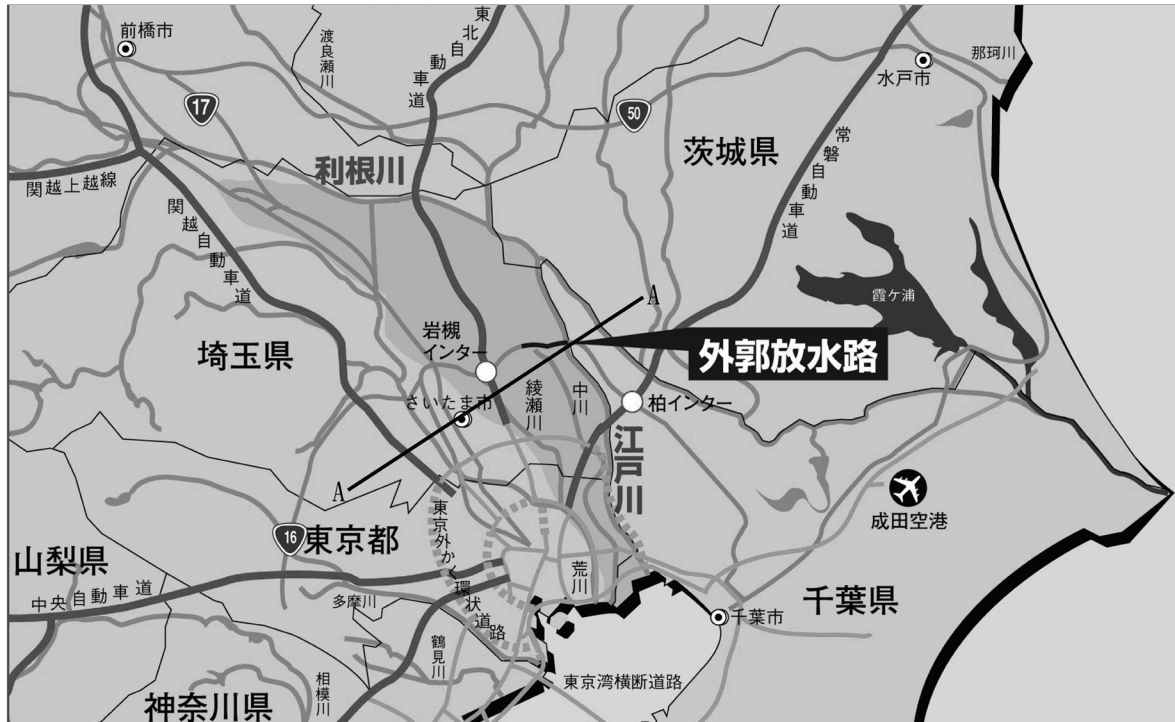 前橋市
渡良瀬川
東北自動車道
那珂川
水戸市
17
50
茨城県
常磐自動車道
利根川
関越上越線
関越自動車道
霞ヶ浦
A
岩槻
インター
外郭放水路
埼玉県
さいたま市
綾瀬川
中川
柏インター
江戸川
A
成田空港
16
東京都
東京外かく環状道路
山梨県
中央自動車道
荒川
多摩川
千葉県
千葉市
鶴見川
相模川
東京湾横断道路
神奈川県